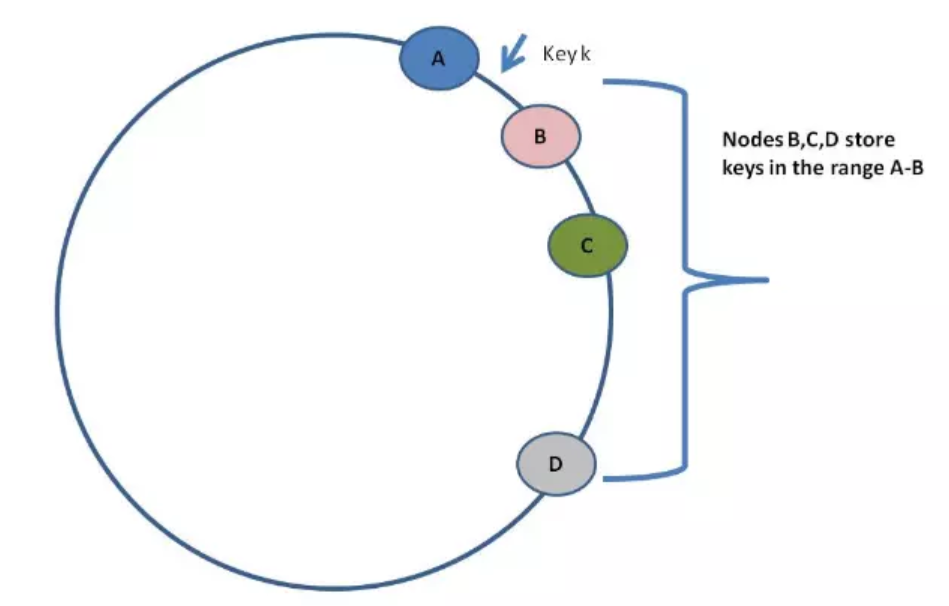 A
Key k
B
Nodes B,C,D store
keys in the range A-B
C
D